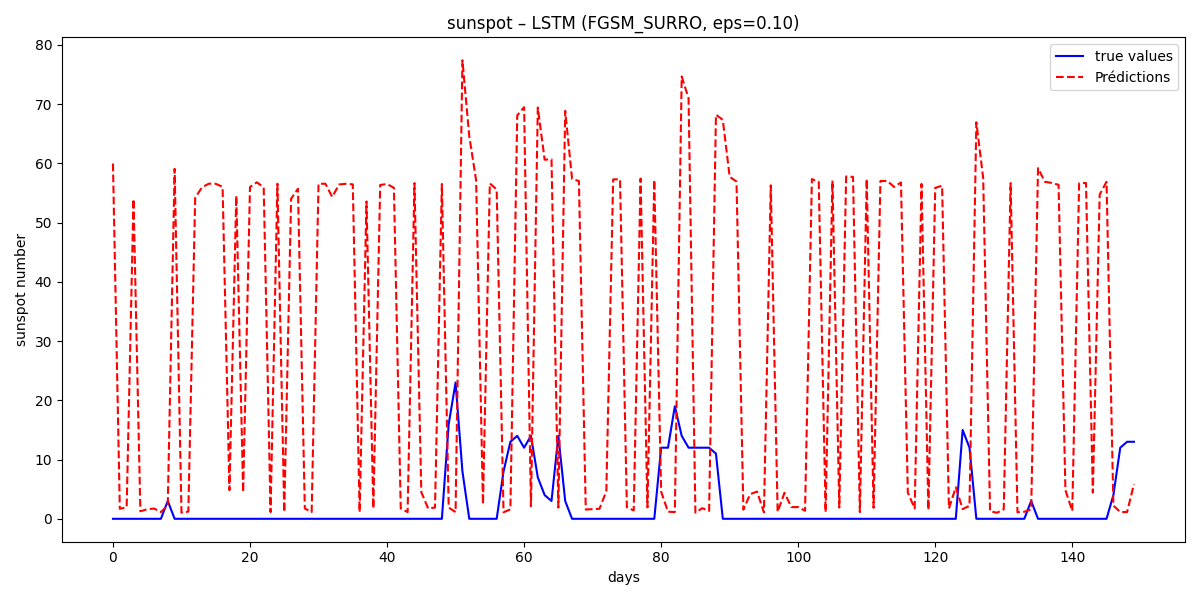 sunspot – LSTM (FGSM_SURRO, eps=0.10)
true values
Prédictions
sunspot number
80
70
60
50
40
30
20
10
0
0 20 40 60 80 100 120 140
days